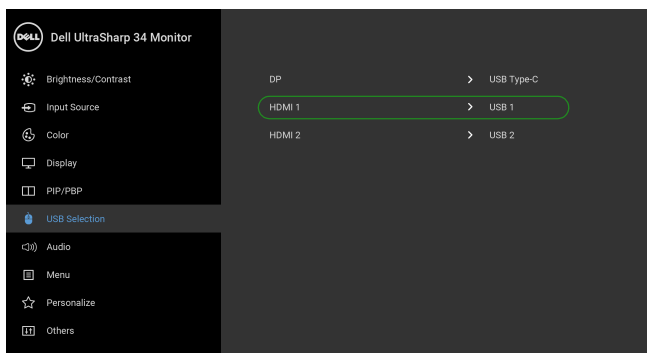 DELL Dell UltraSharp 34 Monitor
Brightness/Contrast
DP > USB Type-C
Input Source
HDMI 1 > USB 1
Color
HDMI 2 > USB 2
Display
PIP/PBP
USB Selection
Audio
Menu
Personalize
Others